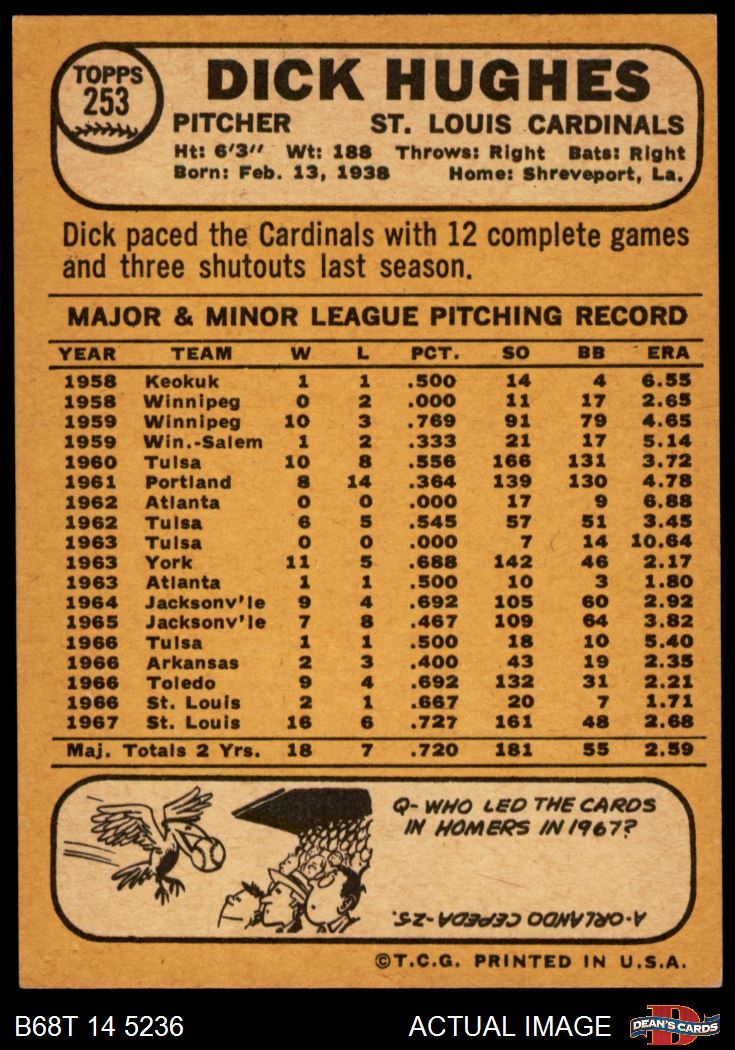 TOPPS
253
DICK HUGHES
PITCHER ST. LOUIS CARDINALS
Ht: 6'3" Wt: 188 Throws: Right Bats: Right
Born: Feb. 13, 1938 Home: Shreveport, La.
Dick paced the Cardinals with 12 complete games
and three shutouts last season.
MAJOR & MINOR LEAGUE PITCHING RECORD
YEAR TEAM W L PCT. SO BB ERA
1958 Keokuk 1 1 .500 14 4 6.55
1958 Winnipeg 0 2 .000 11 17 2.65
1959 Winnipeg 10 3 .769 91 79 4.65
1959 Win.-Salem 1 2 .333 21 17 5.14
1960 Tulsa 10 8 .556 166 131 3.72
1961 Portland 8 14 .364 139 130 4.78
1962 Atlanta 0 0 .000 17 9 6.88
1962 Tulsa 6 5 .545 57 51 3.45
1963 Tulsa 0 0 .000 7 14 10.64
1963 York 11 5 .688 142 46 2.17
1963 Atlanta 1 1 .500 10 3 1.80
1964 Jacksonv'le 9 4 .692 105 60 2.92
1965 Jacksonv'le 7 8 .467 109 64 3.82
1966 Tulsa 1 1 .500 18 10 5.40
1966 Arkansas 2 3 .400 43 19 2.35
1966 Toledo 9 4 .692 132 31 2.21
1966 St. Louis 2 1 .667 20 7 1.71
1967 St. Louis 16 6 .727 161 48 2.68
Maj. Totals 2 Yrs. 18 7 .720 181 55 2.59
Q- WHO LED THE CARDS
IN HOMERS IN 1967?
A-ORLANDO CEPEDA-25.
©T.C.G. PRINTED IN U.S.A.
B68T 14 5236 ACTUAL IMAGE
DEAN'S CARDS